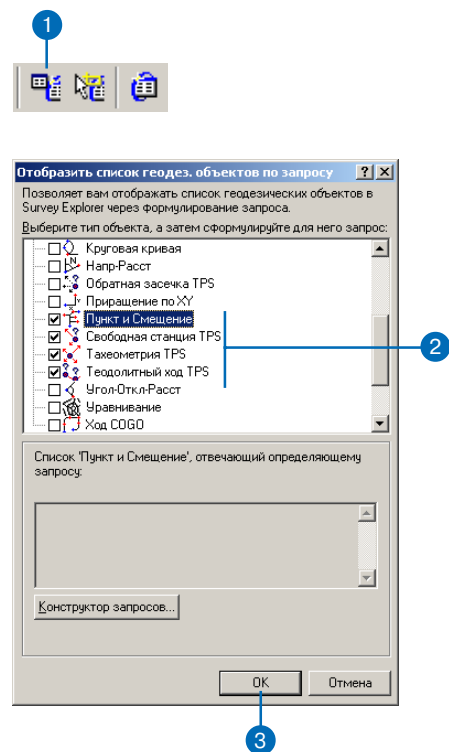 1
Отобразить список геодез. объектов по запросу
Позволяет вам отображать список геодезических объектов в
Survey Explorer через формулирование запроса.
Выберите тип объекта, а затем сформулируйте для него запрос:
Круговая кривая
Напр-Расст
Обратная засечка TPS
Приращение по XY
Пункт и Смещение
Свободная станция TPS
Тахеометрия TPS
Теодолитный ход TPS
Угол-Откл-Расст
Уравнивание
Ход COGO
2
Список 'Пункт и Смещение', отвечающий определяющему
запросу:
Конструктор запросов...
OK
Отмена
3